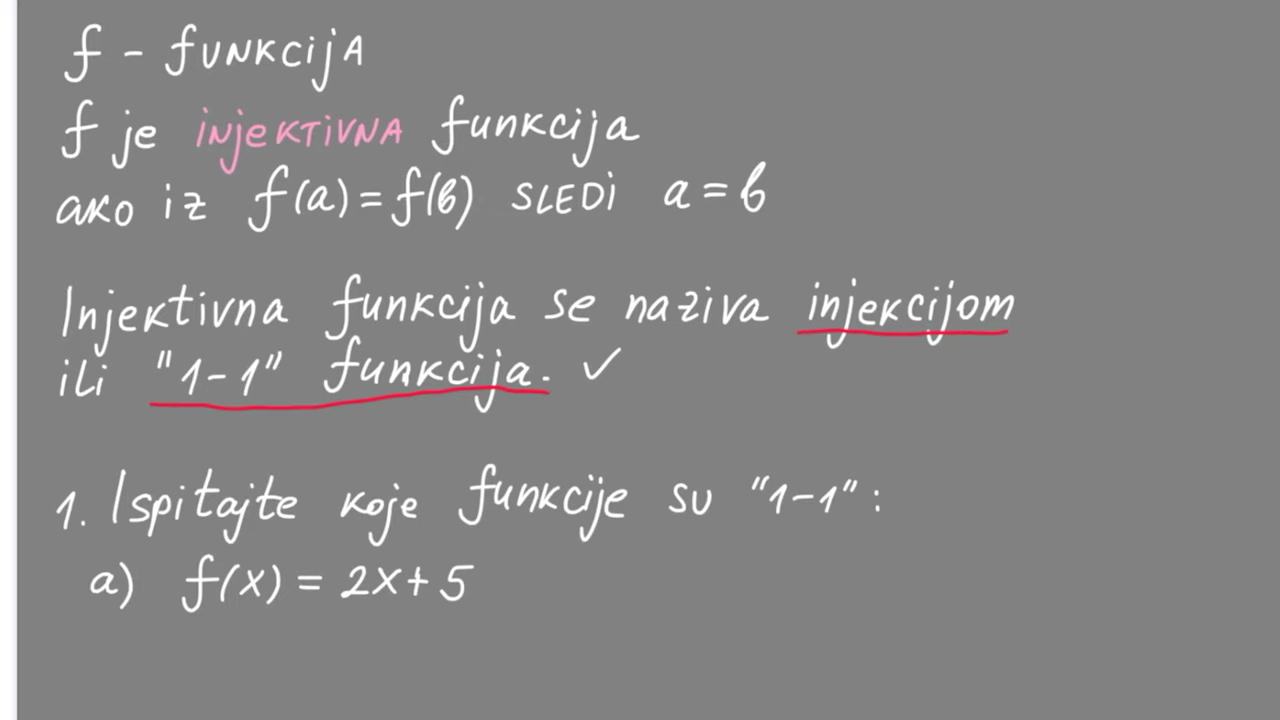 f - funkcija
f je injektivna funkcija
ako iz f(a) = f(b) SLEDI a = b
Injektivna funkcija se naziva injekcijom
ili "1-1" funkcija. ✓
1. Ispitajte koje funkcije su "1-1":
a) f(x) = 2x + 5